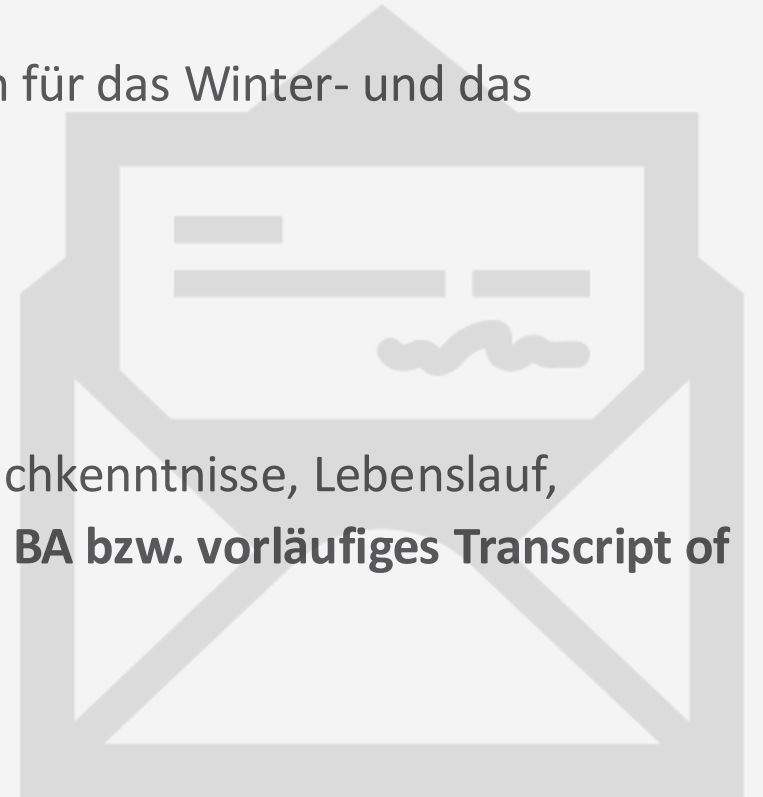 für das Winter- und das
chkenntnisse, Lebenslauf,
BA bzw. vorläufiges Transcript of